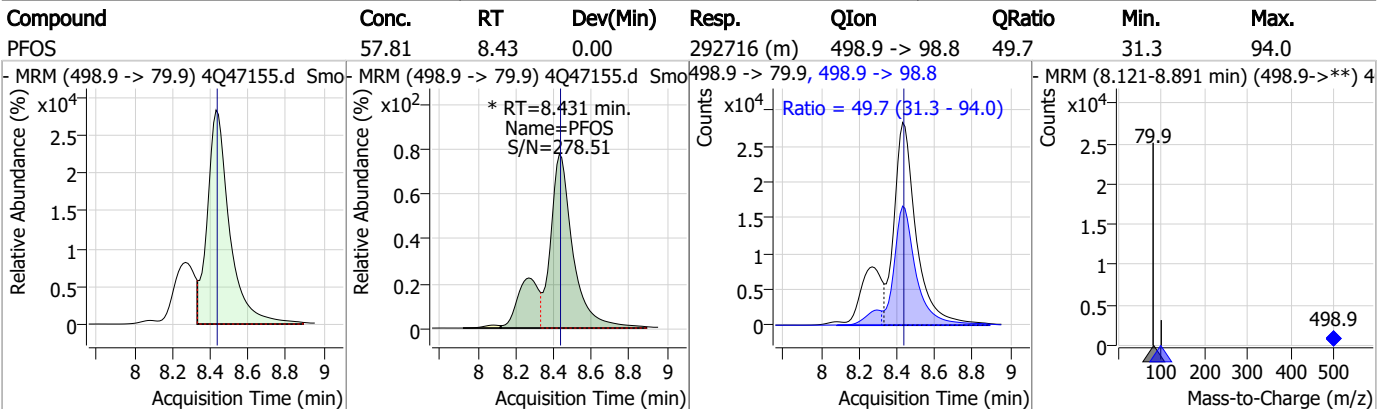 Compound Conc. RT Dev(Min) Resp. QIon QRatio Min. Max.
PFOS 57.81 8.43 0.00 292716 (m) 498.9 -> 98.8 49.7 31.3 94.0
- MRM (498.9 -> 79.9) 4Q47155.d Smo
Relative Abundance (%)
x10^4
2.5
2
1.5
1
0.5
0
8 8.2 8.4 8.6 8.8 9
Acquisition Time (min)
- MRM (498.9 -> 79.9) 4Q47155.d Smo
Relative Abundance (%)
x10^2
* RT=8.431 min.
Name=PFOS
S/N=278.51
0.8
0.6
0.4
0.2
0
8 8.2 8.4 8.6 8.8 9
Acquisition Time (min)
498.9 -> 79.9, 498.9 -> 98.8
Counts
x10^4
Ratio = 49.7 (31.3 - 94.0)
2.5
2
1.5
1
0.5
0
8 8.2 8.4 8.6 8.8 9
Acquisition Time (min)
- MRM (8.121-8.891 min) (498.9->**) 4
Counts
x10^4
79.9
2.5
2
1.5
1
0.5
0
498.9
100 200 300 400 500
Mass-to-Charge (m/z)